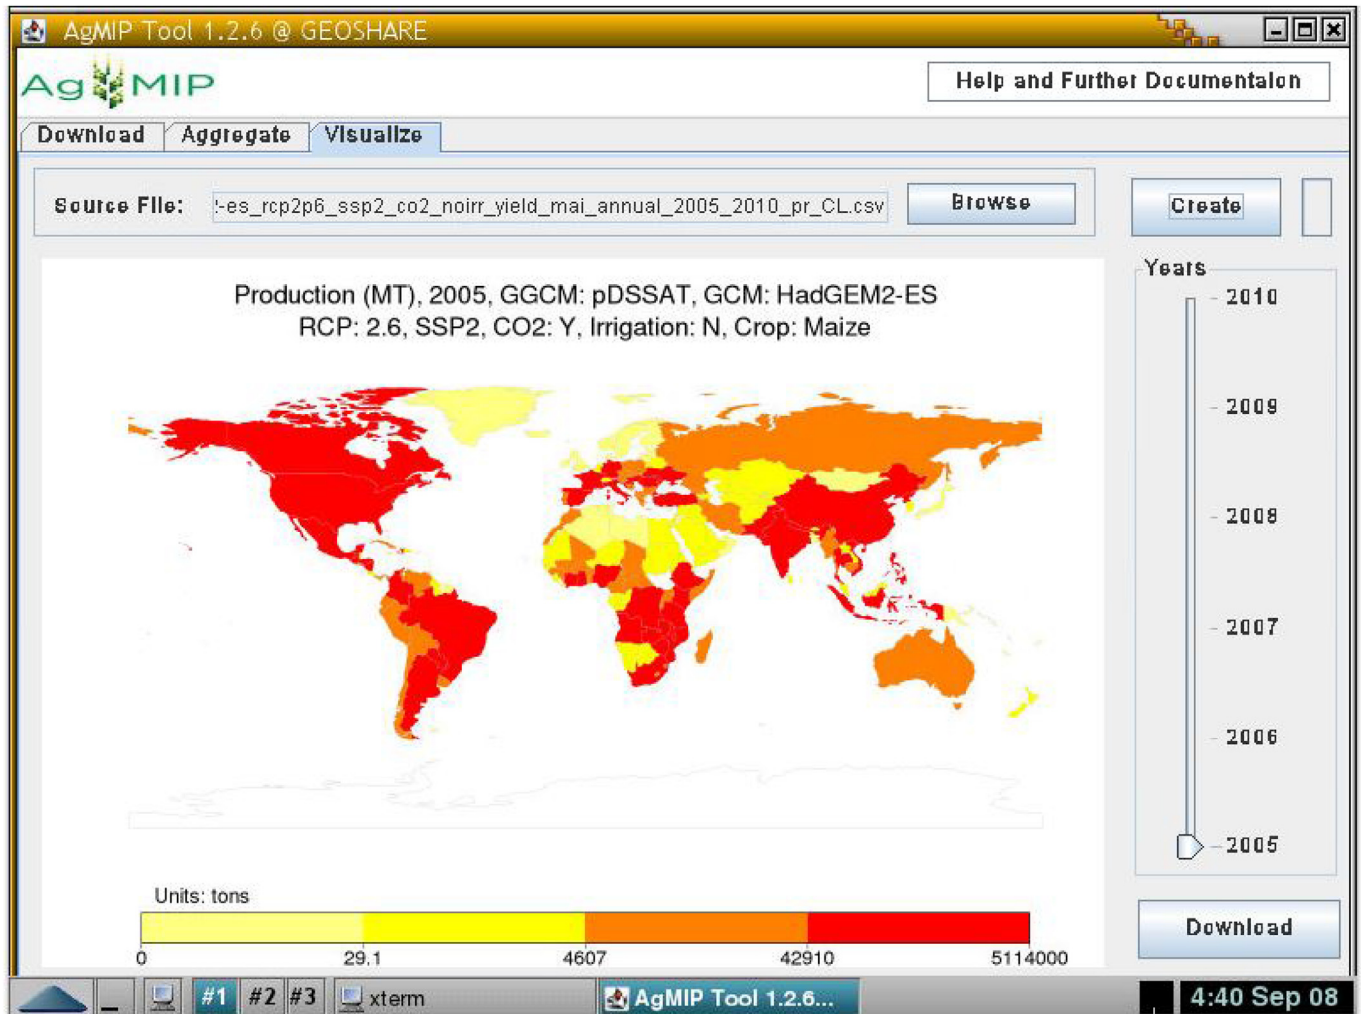 AgMIP Tool 1.2.6 @ GEOSHARE
AgMIP
Help and Further Documentaion
Download Aggregate Visualize
Source File: !-es_rcp2p6_ssp2_co2_noirr_yield_mai_annual_2005_2010_pr_CL.csv Browse Create
Years
Production (MT), 2005, GGCM: pDSSAT, GCM: HadGEM2-ES
RCP: 2.6, SSP2, CO2: Y, Irrigation: N, Crop: Maize
2010
2009
2008
2007
2006
2005
Units: tons
0 29.1 4607 42910 5114000
Download
#1 #2 #3 xterm AgMIP Tool 1.2.6... 4:40 Sep 08